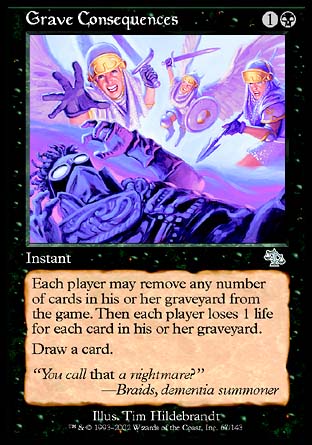 Grave Consequences 1
Instant
Each player may remove any number
of cards in his or her graveyard from
the game. Then each player loses 1 life
for each card in his or her graveyard.
Draw a card.
“You call that a nightmare?”
—Braids, dementia summoner
Illus. Tim Hildebrandt
™ & © 1993–2002 Wizards of the Coast, Inc. 67/143